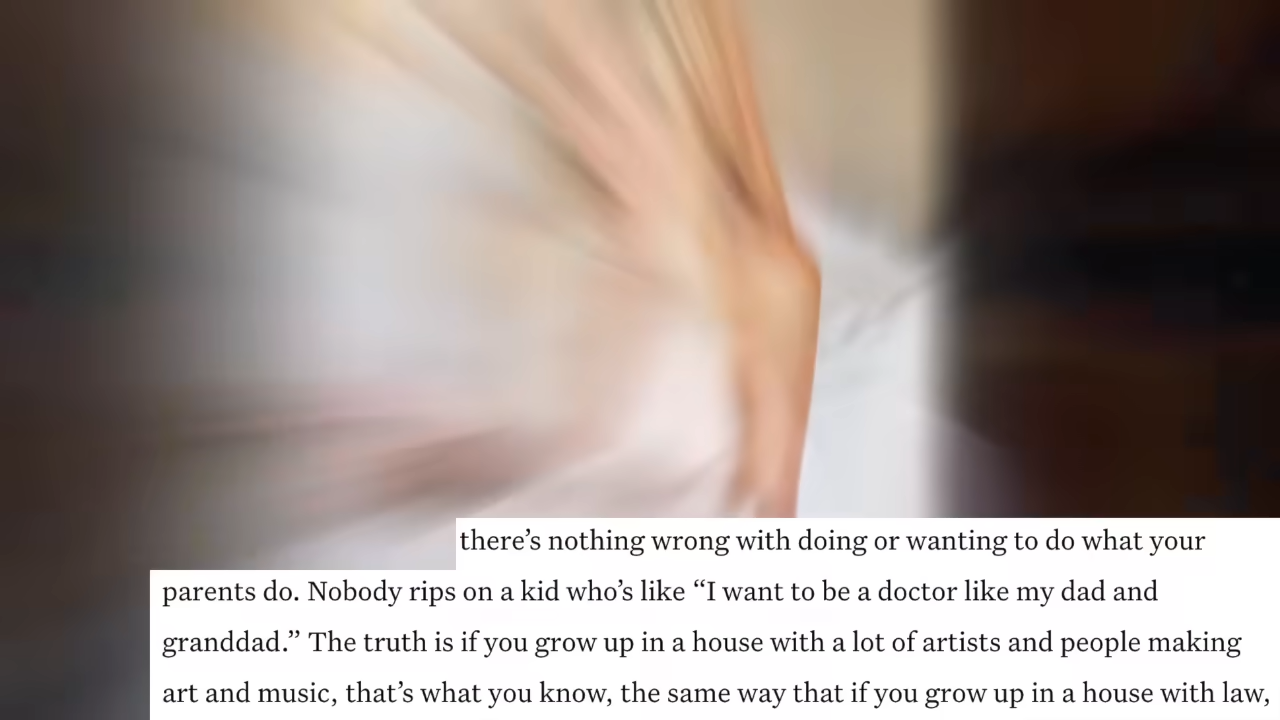 there’s nothing wrong with doing or wanting to do what your
parents do. Nobody rips on a kid who’s like “I want to be a doctor like my dad and
granddad.” The truth is if you grow up in a house with a lot of artists and people making
art and music, that’s what you know, the same way that if you grow up in a house with law,